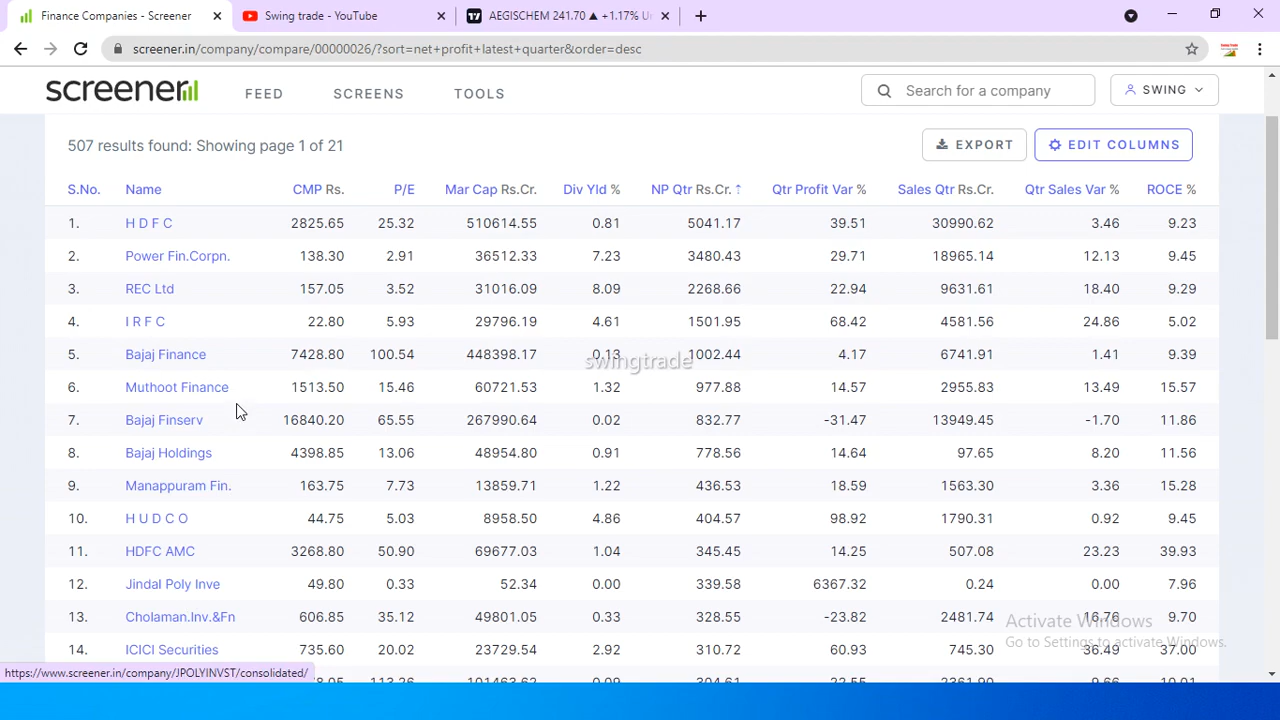 Finance Companies - Screener
Swing trade - YouTube
AEGISCHEM 241.70 ▲ +1.17% U
screener.in/company/compare/00000026/?sort=net+profit+latest+quarter&order=desc
screener
FEED
SCREENS
TOOLS
Search for a company
SWING
507 results found: Showing page 1 of 21
EXPORT
EDIT COLUMNS
S.No. Name CMP Rs. P/E Mar Cap Rs.Cr. Div Yld % NP Qtr Rs.Cr. ↑ Qtr Profit Var % Sales Qtr Rs.Cr. Qtr Sales Var % ROCE %
1. H D F C 2825.65 25.32 510614.55 0.81 5041.17 39.51 30990.62 3.46 9.23
2. Power Fin.Corpn. 138.30 2.91 36512.33 7.23 3480.43 29.71 18965.14 12.13 9.45
3. REC Ltd 157.05 3.52 31016.09 8.09 2268.66 22.94 9631.61 18.40 9.29
4. I R F C 22.80 5.93 29796.19 4.61 1501.95 68.42 4581.56 24.86 5.02
5. Bajaj Finance 7428.80 100.54 448398.17 0.13 1002.44 4.17 6741.91 1.41 9.39
swingtrade
6. Muthoot Finance 1513.50 15.46 60721.53 1.32 977.88 14.57 2955.83 13.49 15.57
7. Bajaj Finserv 16840.20 65.55 267990.64 0.02 832.77 -31.47 13949.45 -1.70 11.86
8. Bajaj Holdings 4398.85 13.06 48954.80 0.91 778.56 14.64 97.65 8.20 11.56
9. Manappuram Fin. 163.75 7.73 13859.71 1.22 436.53 18.59 1563.30 3.36 15.28
10. H U D C O 44.75 5.03 8958.50 4.86 404.57 98.92 1790.31 0.92 9.45
11. HDFC AMC 3268.80 50.90 69677.03 1.04 345.45 14.25 507.08 23.23 39.93
12. Jindal Poly Inve 49.80 0.33 52.34 0.00 339.58 6367.32 0.24 0.00 7.96
13. Cholaman.Inv.&Fn 606.85 35.12 49801.05 0.33 328.55 -23.82 2481.74 16.76 9.70
Activate Windows
Go to Settings to activate Windows.
14. ICICI Securities 735.60 20.02 23729.54 2.92 310.72 60.93 745.30 36.49 37.00
https://www.screener.in/company/JPOLYINVST/consolidated/